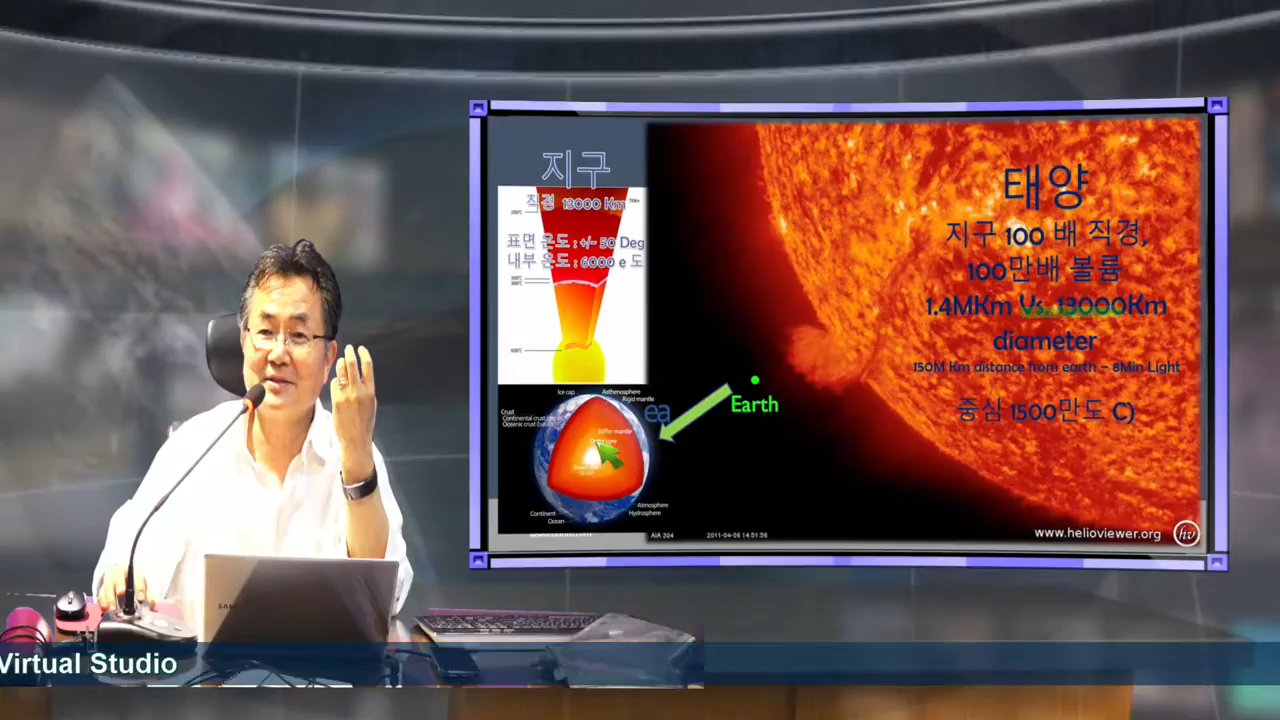 지구
직경 13000 Km
표면 온도 : +/- 50 Deg
내부 온도 : 6000 e 도
Ice cap
Asthenosphere
Rigid mantle
Crust
Continental crust
Oceanic crust
Stiffer mantle
Outer core
Continent
Ocean
Atmosphere
Hydrosphere
ea
Earth
태양
지구 100 배 직경,
100만배 볼륨
1.4MKm Vs. 13000Km
diameter
150M Km distance from earth – 8Min Light
중심 1500만도 C)
AIA 304
2011-04-06 14:51:56
www.helioviewer.org
hv
Virtual Studio